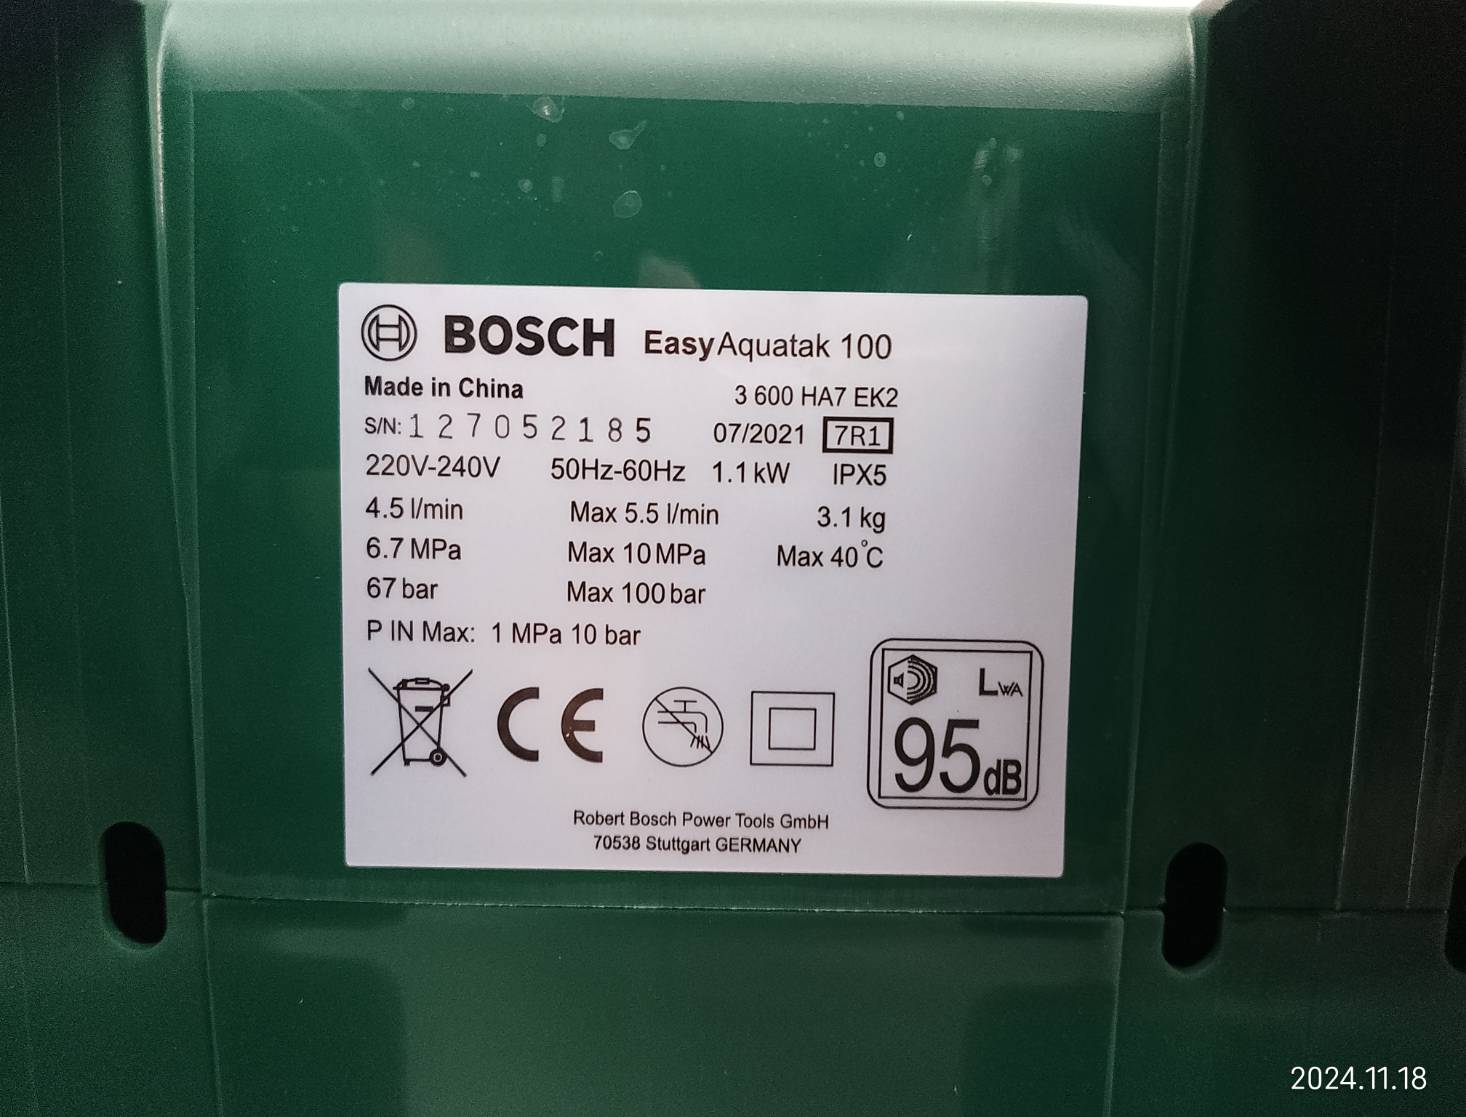 BOSCH EasyAquatak 100
Made in China 3 600 HA7 EK2
S/N: 127052185 07/2021 7R1
220V-240V 50Hz-60Hz 1.1 kW IPX5
4.5 l/min Max 5.5 l/min 3.1 kg
6.7 MPa Max 10 MPa Max 40°C
67 bar Max 100 bar
P IN Max: 1 MPa 10 bar
CE
LWA
95dB
Robert Bosch Power Tools GmbH
70538 Stuttgart GERMANY
2024.11.18